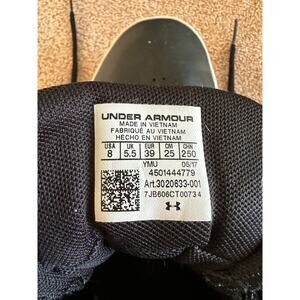 UNDER ARMOUR
MADE IN VIETNAM
FABRIQUÉ AU VIETNAM
HECHO EN VIETNAM
USA UK EUR CM CHN
8 5.5 39 25 250
YMU 05/17
4501444779
Art.3020633-001
7JB606CT00734